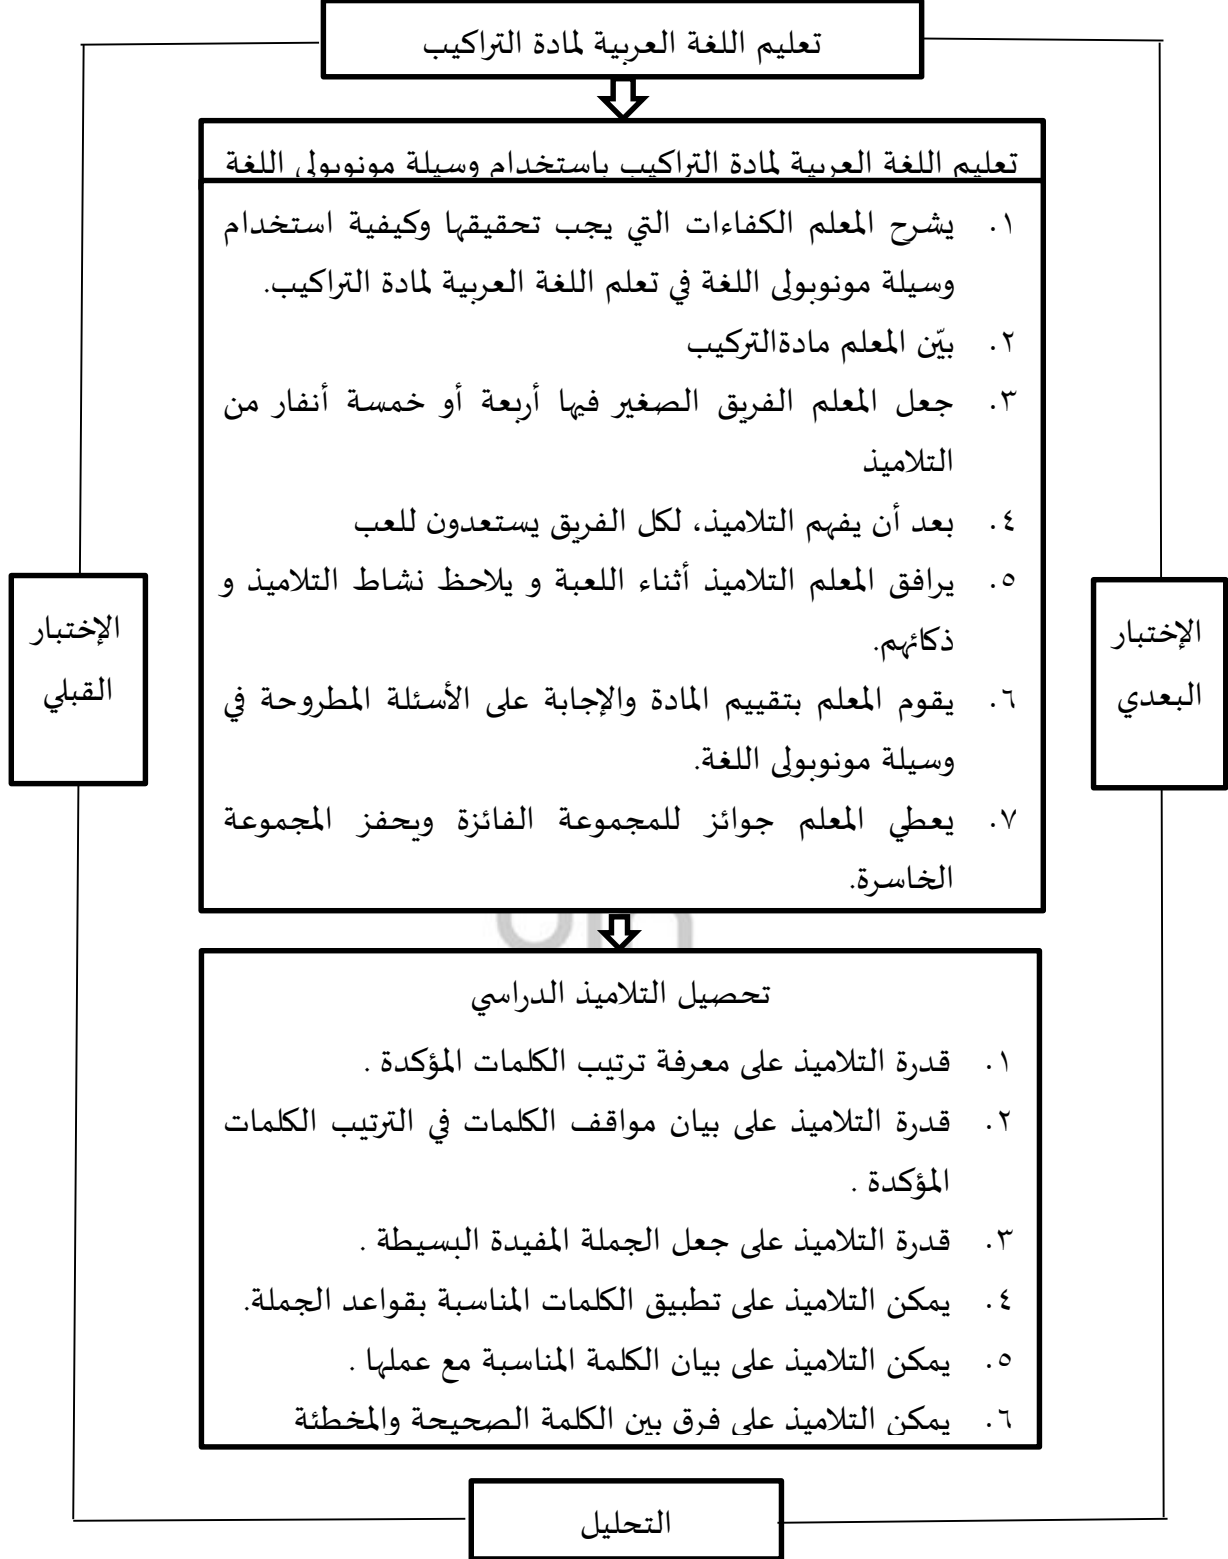 تعليم اللغة العربية لمادة التراكيب
تعليم اللغة العربية لمادة التراكيب باستخدام وسيلة مونوبولى اللغة
١. يشرح المعلم الكفاءات التي يجب تحقيقها وكيفية استخدام
وسيلة مونوبولى اللغة في تعلم اللغة العربية لمادة التراكيب.
٢. بيّن المعلم مادةالتركيب
٣. جعل المعلم الفريق الصغير فيها أربعة أو خمسة أنفار من
التلاميذ
٤. بعد أن يفهم التلاميذ، لكل الفريق يستعدون للعب
٥. يرافق المعلم التلاميذ أثناء اللعبة و يلاحظ نشاط التلاميذ و
ذكائهم.
٦. يقوم المعلم بتقييم المادة والإجابة على الأسئلة المطروحة في
وسيلة مونوبولى اللغة.
٧. يعطي المعلم جوائز للمجموعة الفائزة ويحفز المجموعة
الخاسرة.
الإختبار
البعدي
الإختبار
القبلي
تحصيل التلاميذ الدراسي
١. قدرة التلاميذ على معرفة ترتيب الكلمات المؤكدة .
٢. قدرة التلاميذ على بيان مواقف الكلمات في الترتيب الكلمات
المؤكدة .
٣. قدرة التلاميذ على جعل الجملة المفيدة البسيطة .
٤. يمكن التلاميذ على تطبيق الكلمات المناسبة بقواعد الجملة.
٥. يمكن التلاميذ على بيان الكلمة المناسبة مع عملها .
٦. يمكن التلاميذ على فرق بين الكلمة الصحيحة والمخطئة
التحليل